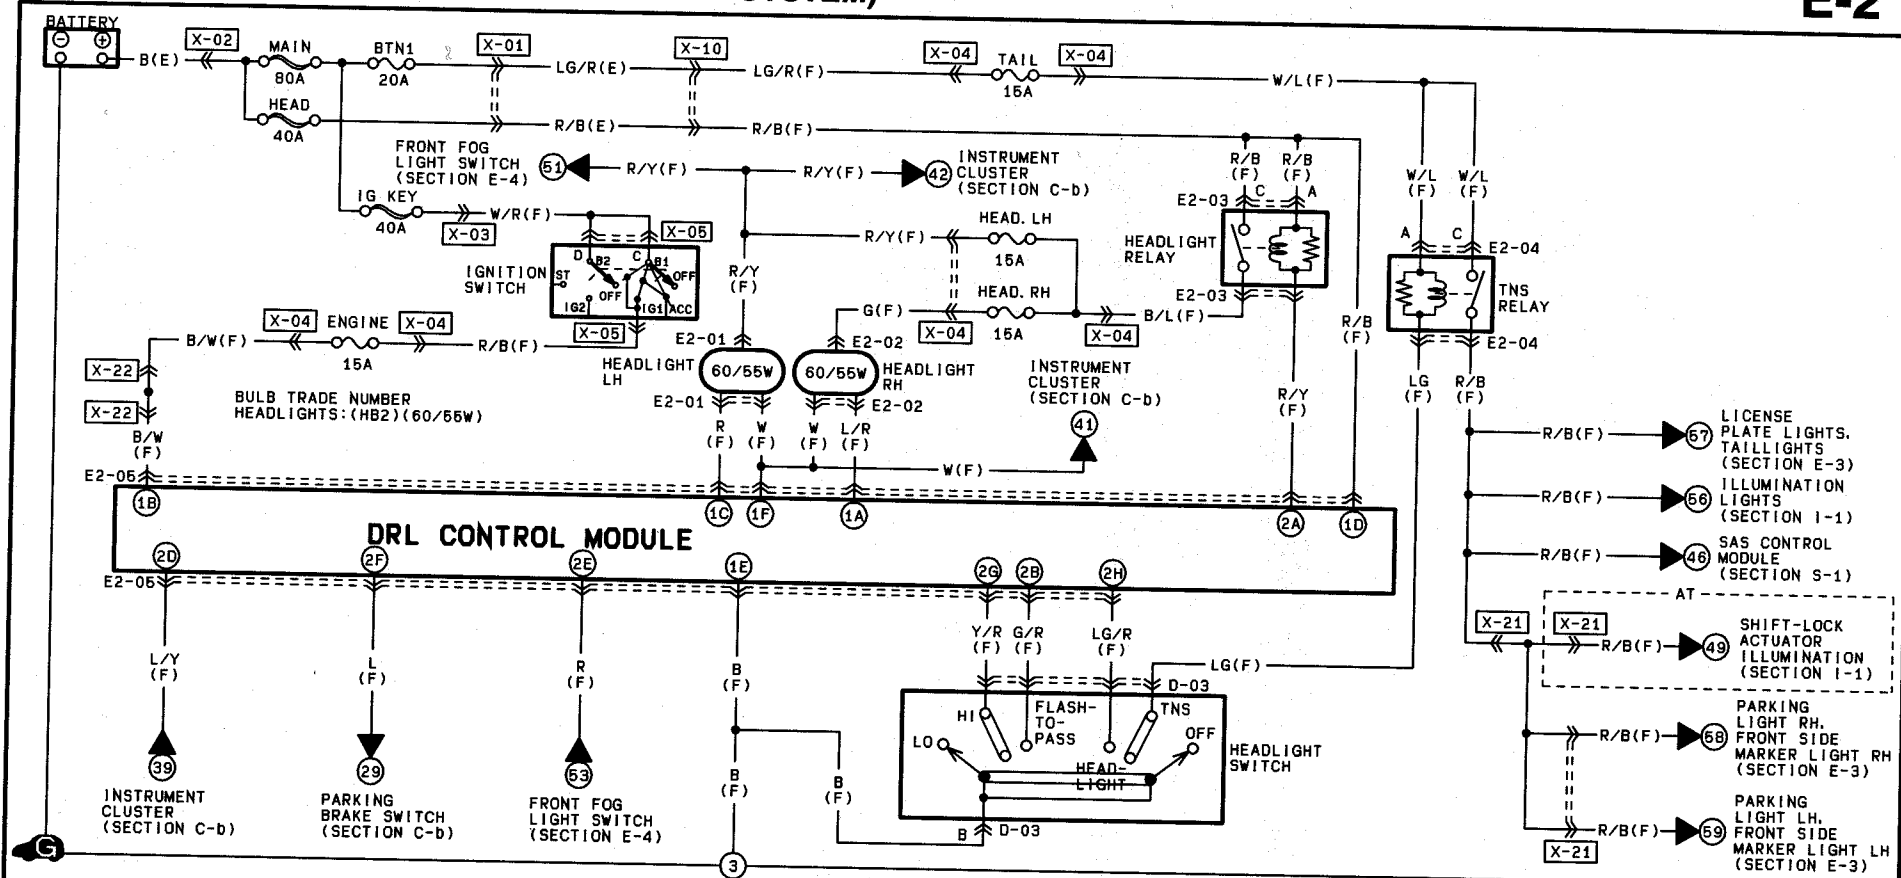 E-2
BATTERY
B(E)
X-02
MAIN
80A
BTN1
20A
X-01
LG/R(E)
X-10
LG/R(F)
X-04
TAIL
15A
X-04
W/L(F)
HEAD
40A
R/B(E)
R/B(F)
FRONT FOG
LIGHT SWITCH
(SECTION E-4)
51
R/Y(F)
R/Y(F)
42
INSTRUMENT
CLUSTER
(SECTION C-b)
R/B
(F)
R/B
(F)
W/L
(F)
W/L
(F)
E2-03
C
A
IG KEY
40A
W/R(F)
X-03
X-05
R/Y(F)
HEAD. LH
15A
HEADLIGHT
RELAY
A
C
E2-04
IGNITION
SWITCH
D
B2
C
B1
ST
OFF
OFF
IG2
IG1
ACC
R/Y
(F)
HEAD. RH
15A
E2-03
TNS
RELAY
G(F)
X-04
X-04
B/L(F)
X-04
ENGINE
15A
X-04
X-05
B/W(F)
R/B(F)
E2-01
E2-02
R/B
(F)
E2-04
HEADLIGHT
LH
60/55W
60/55W
HEADLIGHT
RH
INSTRUMENT
CLUSTER
(SECTION C-b)
41
X-22
X-22
BULB TRADE NUMBER
HEADLIGHTS:(HB2)(60/55W)
E2-01
E2-02
R/Y
(F)
LG
(F)
R/B
(F)
B/W
(F)
R
(F)
W
(F)
W
(F)
L/R
(F)
W(F)
R/B(F)
57
LICENSE
PLATE LIGHTS.
TAILLIGHTS
(SECTION E-3)
E2-05
1B
1C
1F
1A
2A
1D
R/B(F)
56
ILLUMINATION
LIGHTS
(SECTION I-1)
DRL CONTROL MODULE
R/B(F)
46
SAS CONTROL
MODULE
(SECTION S-1)
2D
2F
2E
1E
2G
2B
2H
E2-05
AT
L/Y
(F)
L
(F)
R
(F)
B
(F)
Y/R
(F)
G/R
(F)
LG/R
(F)
LG(F)
X-21
X-21
R/B(F)
49
SHIFT-LOCK
ACTUATOR
ILLUMINATION
(SECTION I-1)
D-03
HI
FLASH-
TO-
PASS
TNS
LO
OFF
HEAD-
LIGHT
HEADLIGHT
SWITCH
R/B(F)
58
PARKING
LIGHT RH.
FRONT SIDE
MARKER LIGHT RH
(SECTION E-3)
39
INSTRUMENT
CLUSTER
(SECTION C-b)
29
PARKING
BRAKE SWITCH
(SECTION C-b)
53
FRONT FOG
LIGHT SWITCH
(SECTION E-4)
B
(F)
B
(F)
B
D-03
X-21
R/B(F)
59
PARKING
LIGHT LH.
FRONT SIDE
MARKER LIGHT LH
(SECTION E-3)
G
3